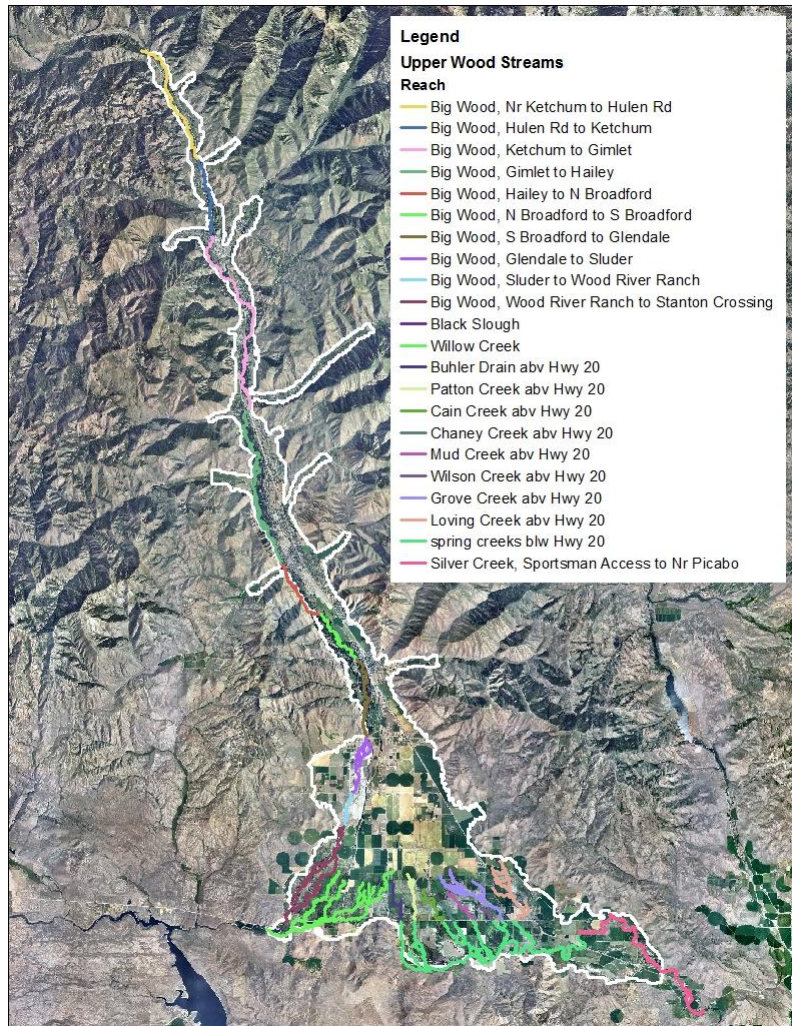 Legend
Upper Wood Streams
Reach
Big Wood, Nr Ketchum to Hulen Rd
Big Wood, Hulen Rd to Ketchum
Big Wood, Ketchum to Gimlet
Big Wood, Gimlet to Hailey
Big Wood, Hailey to N Broadford
Big Wood, N Broadford to S Broadford
Big Wood, S Broadford to Glendale
Big Wood, Glendale to Sluder
Big Wood, Sluder to Wood River Ranch
Big Wood, Wood River Ranch to Stanton Crossing
Black Slough
Willow Creek
Buhler Drain abv Hwy 20
Patton Creek abv Hwy 20
Cain Creek abv Hwy 20
Chaney Creek abv Hwy 20
Mud Creek abv Hwy 20
Wilson Creek abv Hwy 20
Grove Creek abv Hwy 20
Loving Creek abv Hwy 20
spring creeks blw Hwy 20
Silver Creek, Sportsman Access to Nr Picabo